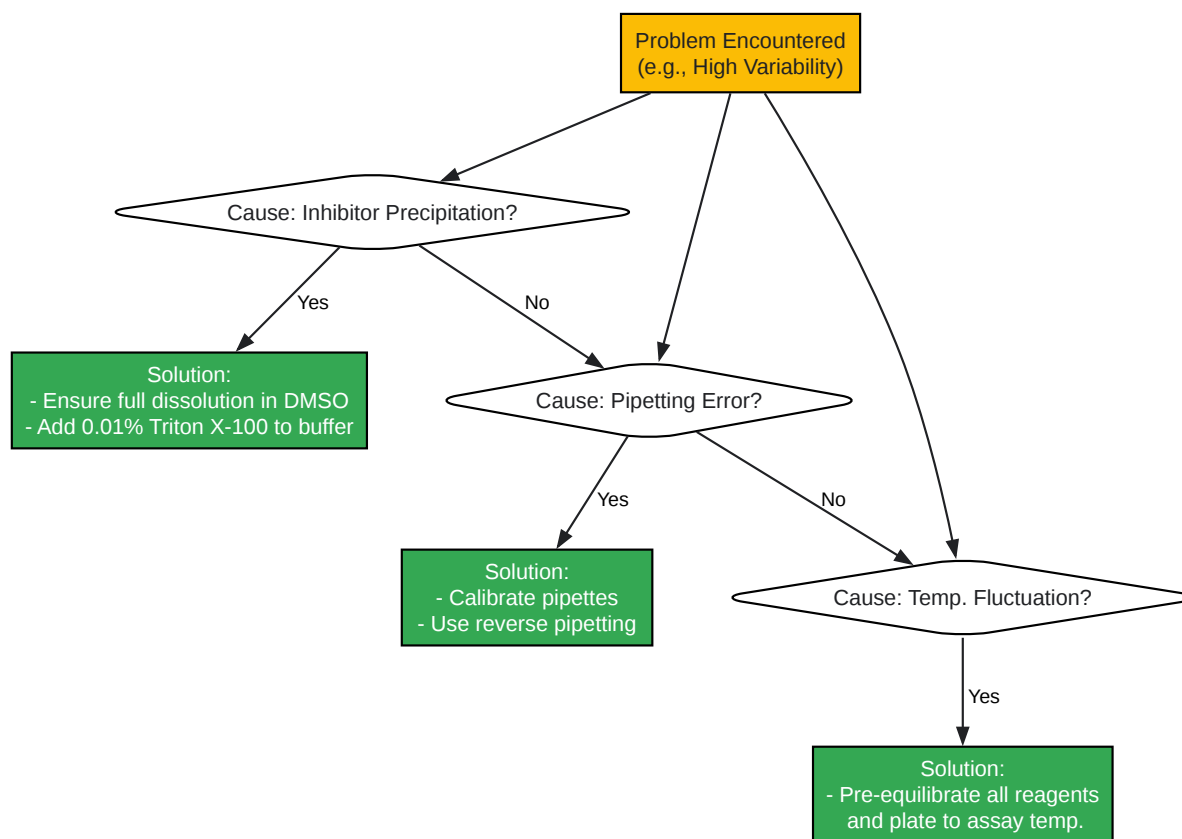 Problem Encountered
(e.g., High Variability)
Cause: Inhibitor Precipitation?
Yes
No
Solution:
- Ensure full dissolution in DMSO
- Add 0.01% Triton X-100 to buffer
Cause: Pipetting Error?
Yes
No
Solution:
- Calibrate pipettes
- Use reverse pipetting
Cause: Temp. Fluctuation?
Yes
Solution:
- Pre-equilibrate all reagents
and plate to assay temp.